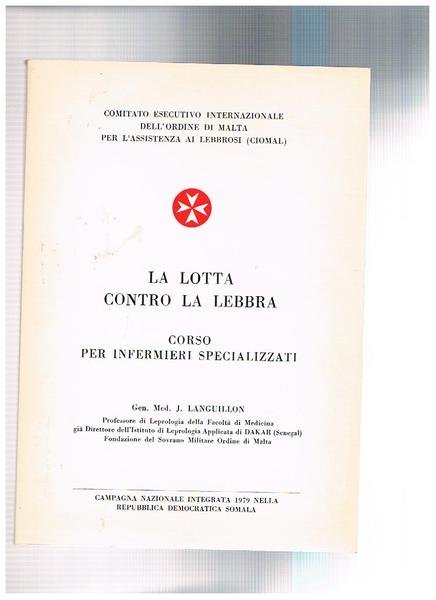 COMITATO ESECUTIVO INTERNAZIONALE
DELL'ORDINE DI MALTA
PER L'ASSISTENZA AI LEBBROSI (CIOMAL)
LA LOTTA
CONTRO LA LEBBRA
CORSO
PER INFERMIERI SPECIALIZZATI
Gen. Med. J. LANGUILLON
Professore di Leprologia della Facoltà di Medicina
già Direttore dell'Istituto di Leprologia Applicata di DAKAR (Senegal)
Fondazione del Sovrano Militare Ordine di Malta
CAMPAGNA NAZIONALE INTEGRATA 1979 NELLA
REPUBBLICA DEMOCRATICA SOMALA